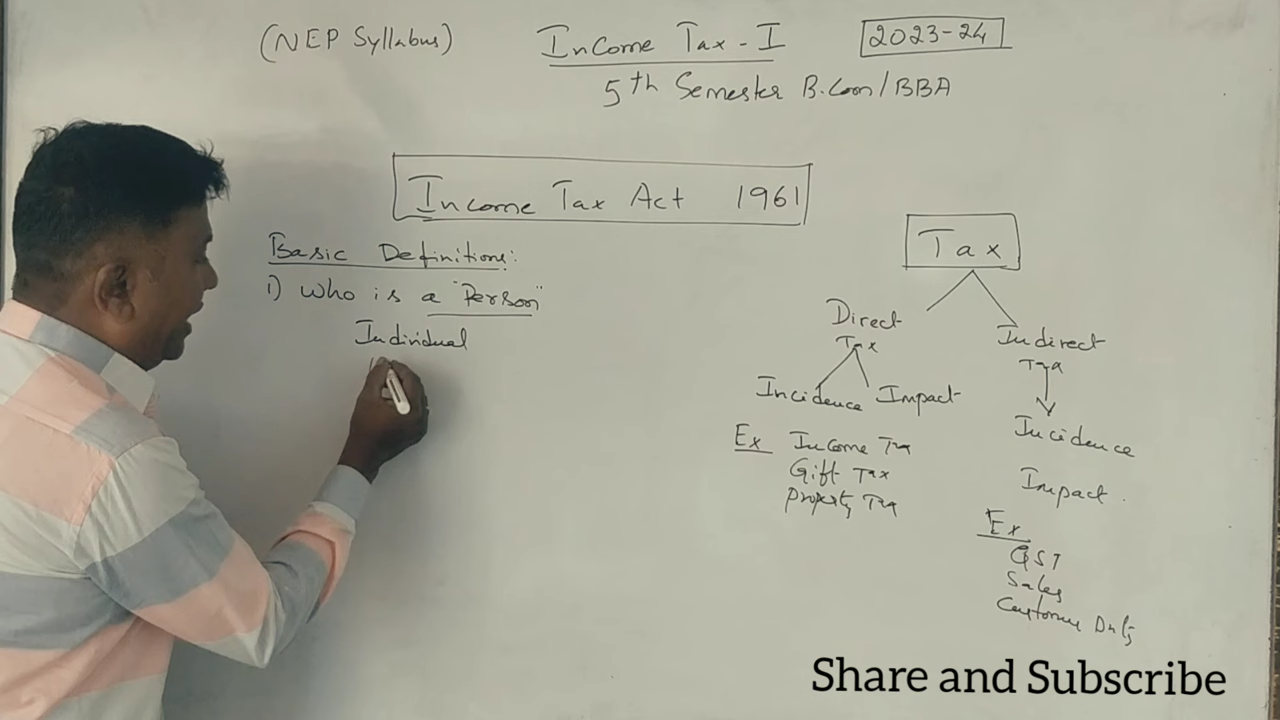 (NEP Syllabus)
InCome Tax - I
2023-24
5th Semester B.Com/BBA
Income Tax Act 1961
Basic Definitions:
1) Who is a "Person"
Individual
Tax
Direct
Tax
Incidence Impact
Ex InCome Tax
Gift Tax
Property Tax
Indirect
Tax
Incidence
Impact.
Ex
GST
Sales
Customs Duty
Share and Subscribe